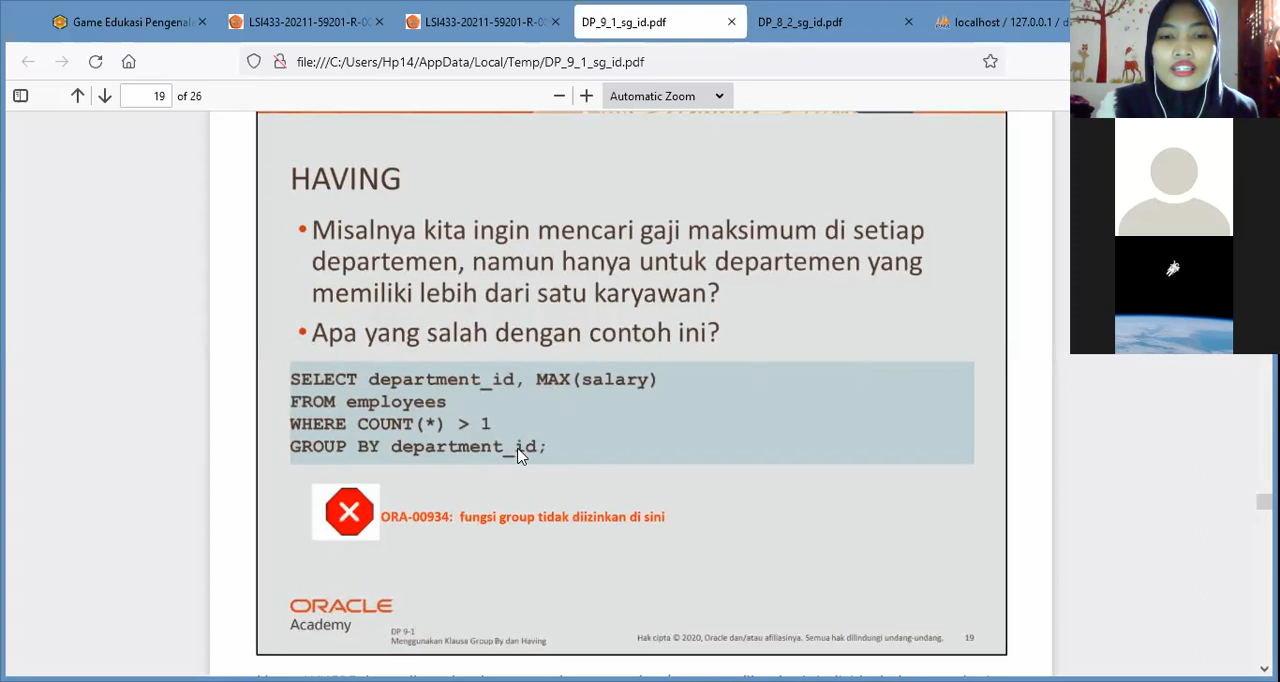 Game Edukasi Pengenal
LSI433-20211-59201-R-0
LSI433-20211-59201-R-0
DP_9_1_sg_id.pdf
DP_8_2_sg_id.pdf
localhost / 127.0.0.1 / d
file:///C:/Users/Hp14/AppData/Local/Temp/DP_9_1_sg_id.pdf
19 of 26
Automatic Zoom
HAVING
• Misalnya kita ingin mencari gaji maksimum di setiap
departemen, namun hanya untuk departemen yang
memiliki lebih dari satu karyawan?
• Apa yang salah dengan contoh ini?
SELECT department_id, MAX(salary)
FROM employees
WHERE COUNT(*) > 1
GROUP BY department_id;
ORA-00934: fungsi group tidak diizinkan di sini
ORACLE
Academy
DP 9-1
Menggunakan Klausa Group By dan Having
Hak cipta © 2020, Oracle dan/atau afiliasinya. Semua hak dilindungi undang-undang.
19